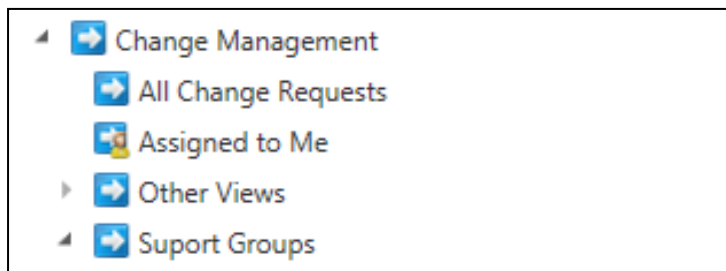 Change Management
All Change Requests
Assigned to Me
Other Views
Suport Groups